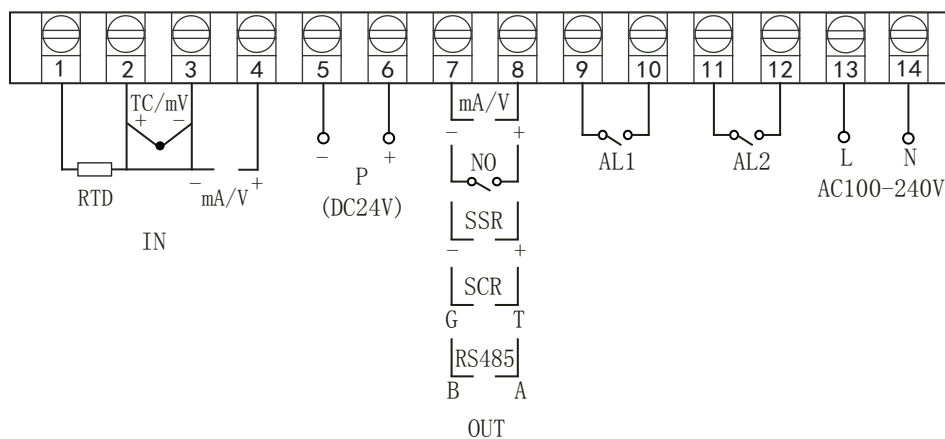 1 2 3 4 5 6 7 8 9 10 11 12 13 14
TC/mV
+ -
RTD
- mA/V +
IN
- +
P
(DC24V)
mA/V
- +
NO
SSR
- +
SCR
G T
RS485
B A
OUT
AL1
AL2
L N
AC100-240V